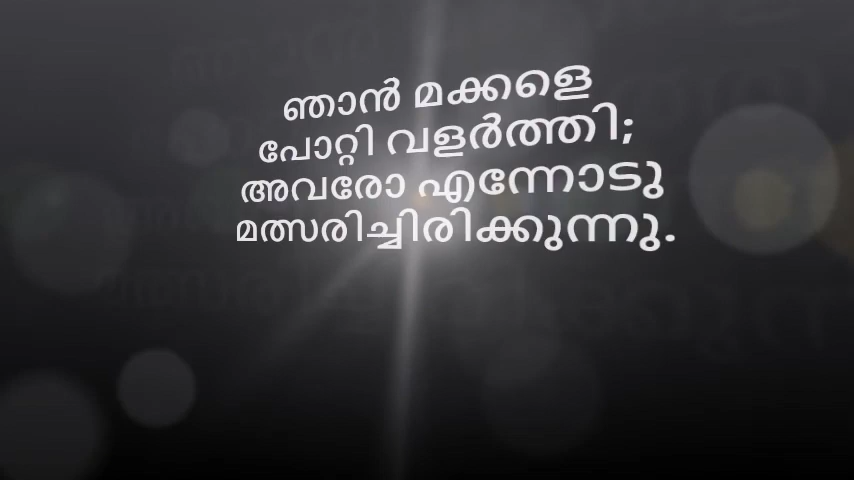 ഞാൻ മക്കളെ
പോറ്റി വളർത്തി;
അവരോ എന്നോടു
മത്സരിച്ചിരിക്കുന്നു.